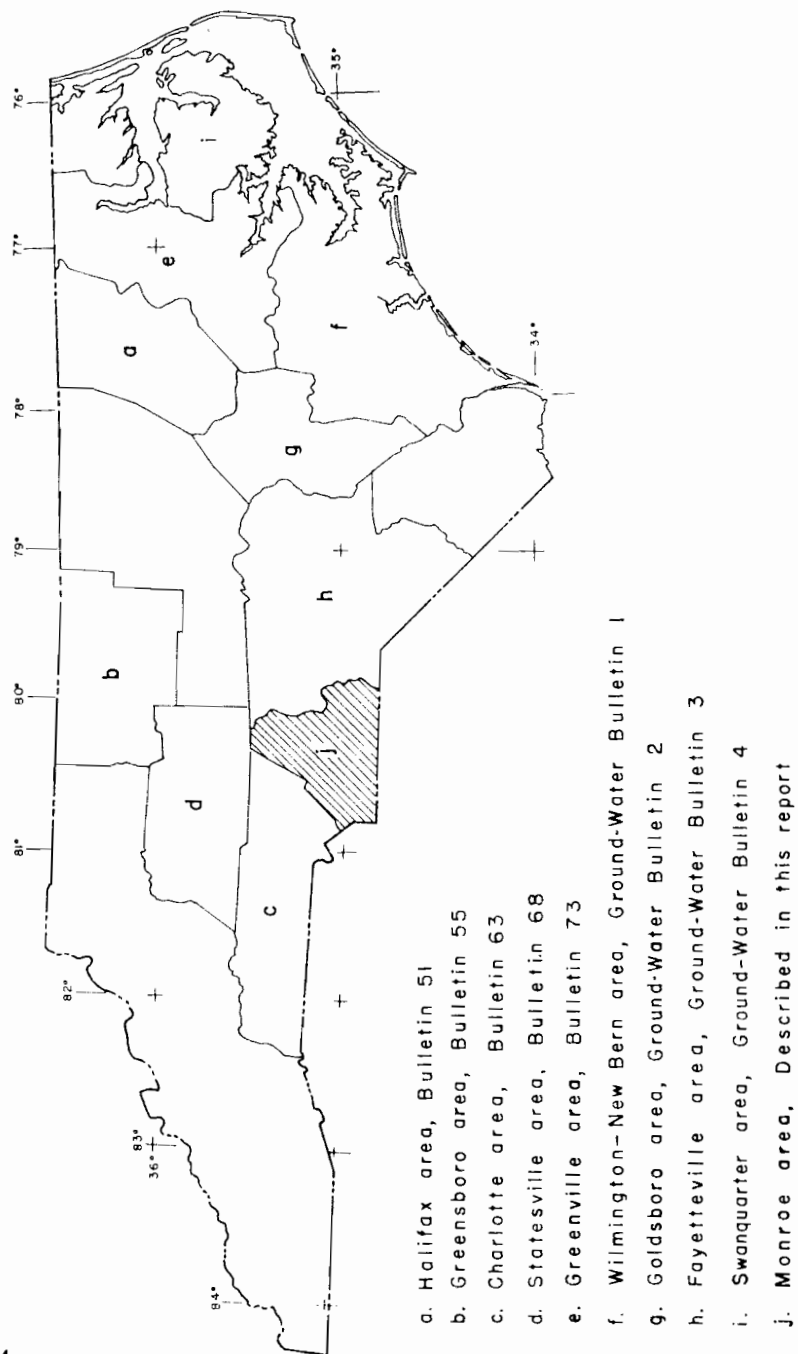 84°
83°
36°
82°
81°
80°
79°
78°
77°
76°
35°
34°
a
b
c
d
e
f
g
h
i
j
a. Halifax area, Bulletin 51
b. Greensboro area, Bulletin 55
c. Charlotte area, Bulletin 63
d. Statesville area, Bulletin 68
e. Greenville area, Bulletin 73
f. Wilmington-New Bern area, Ground-Water Bulletin 1
g. Goldsboro area, Ground-Water Bulletin 2
h. Fayetteville area, Ground-Water Bulletin 3
i. Swanquarter area, Ground-Water Bulletin 4
j. Monroe area, Described in this report